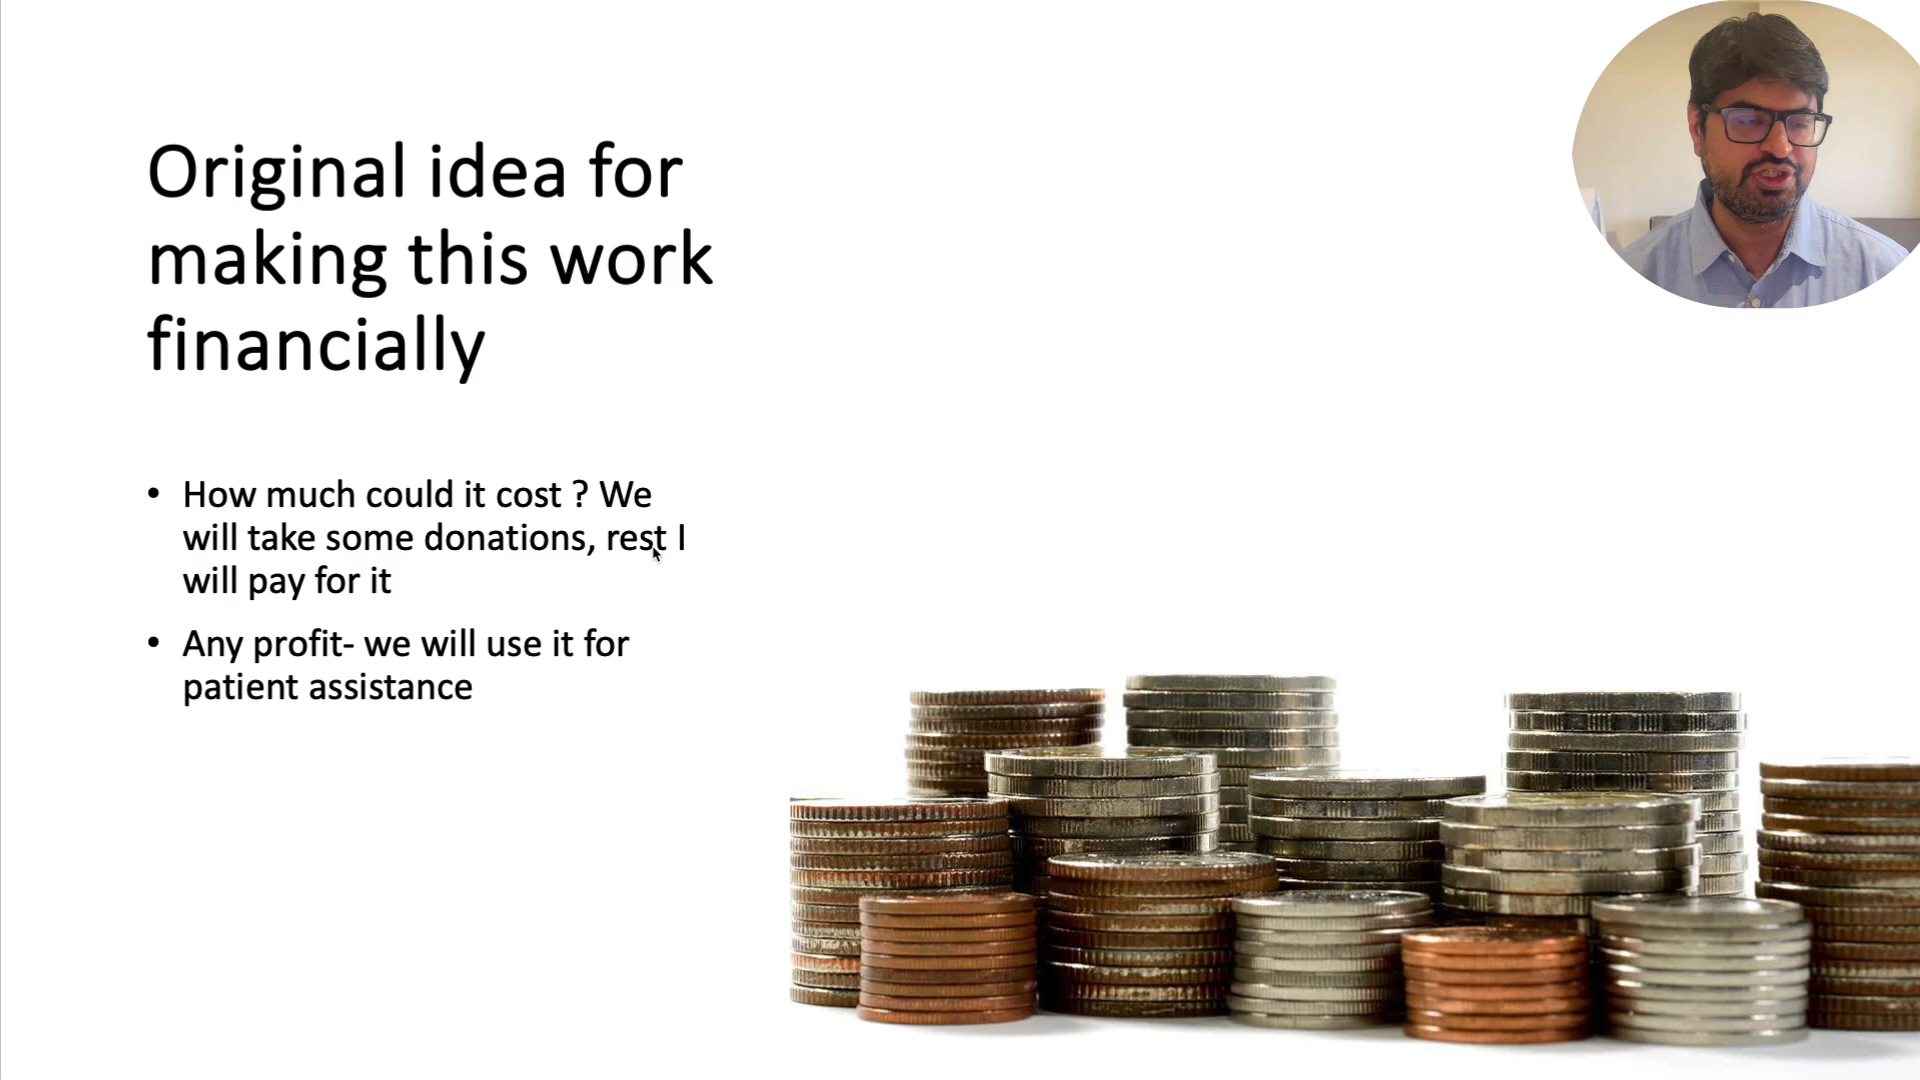 Original idea for
making this work
financially
• How much could it cost ? We
will take some donations, rest I
will pay for it
• Any profit- we will use it for
patient assistance